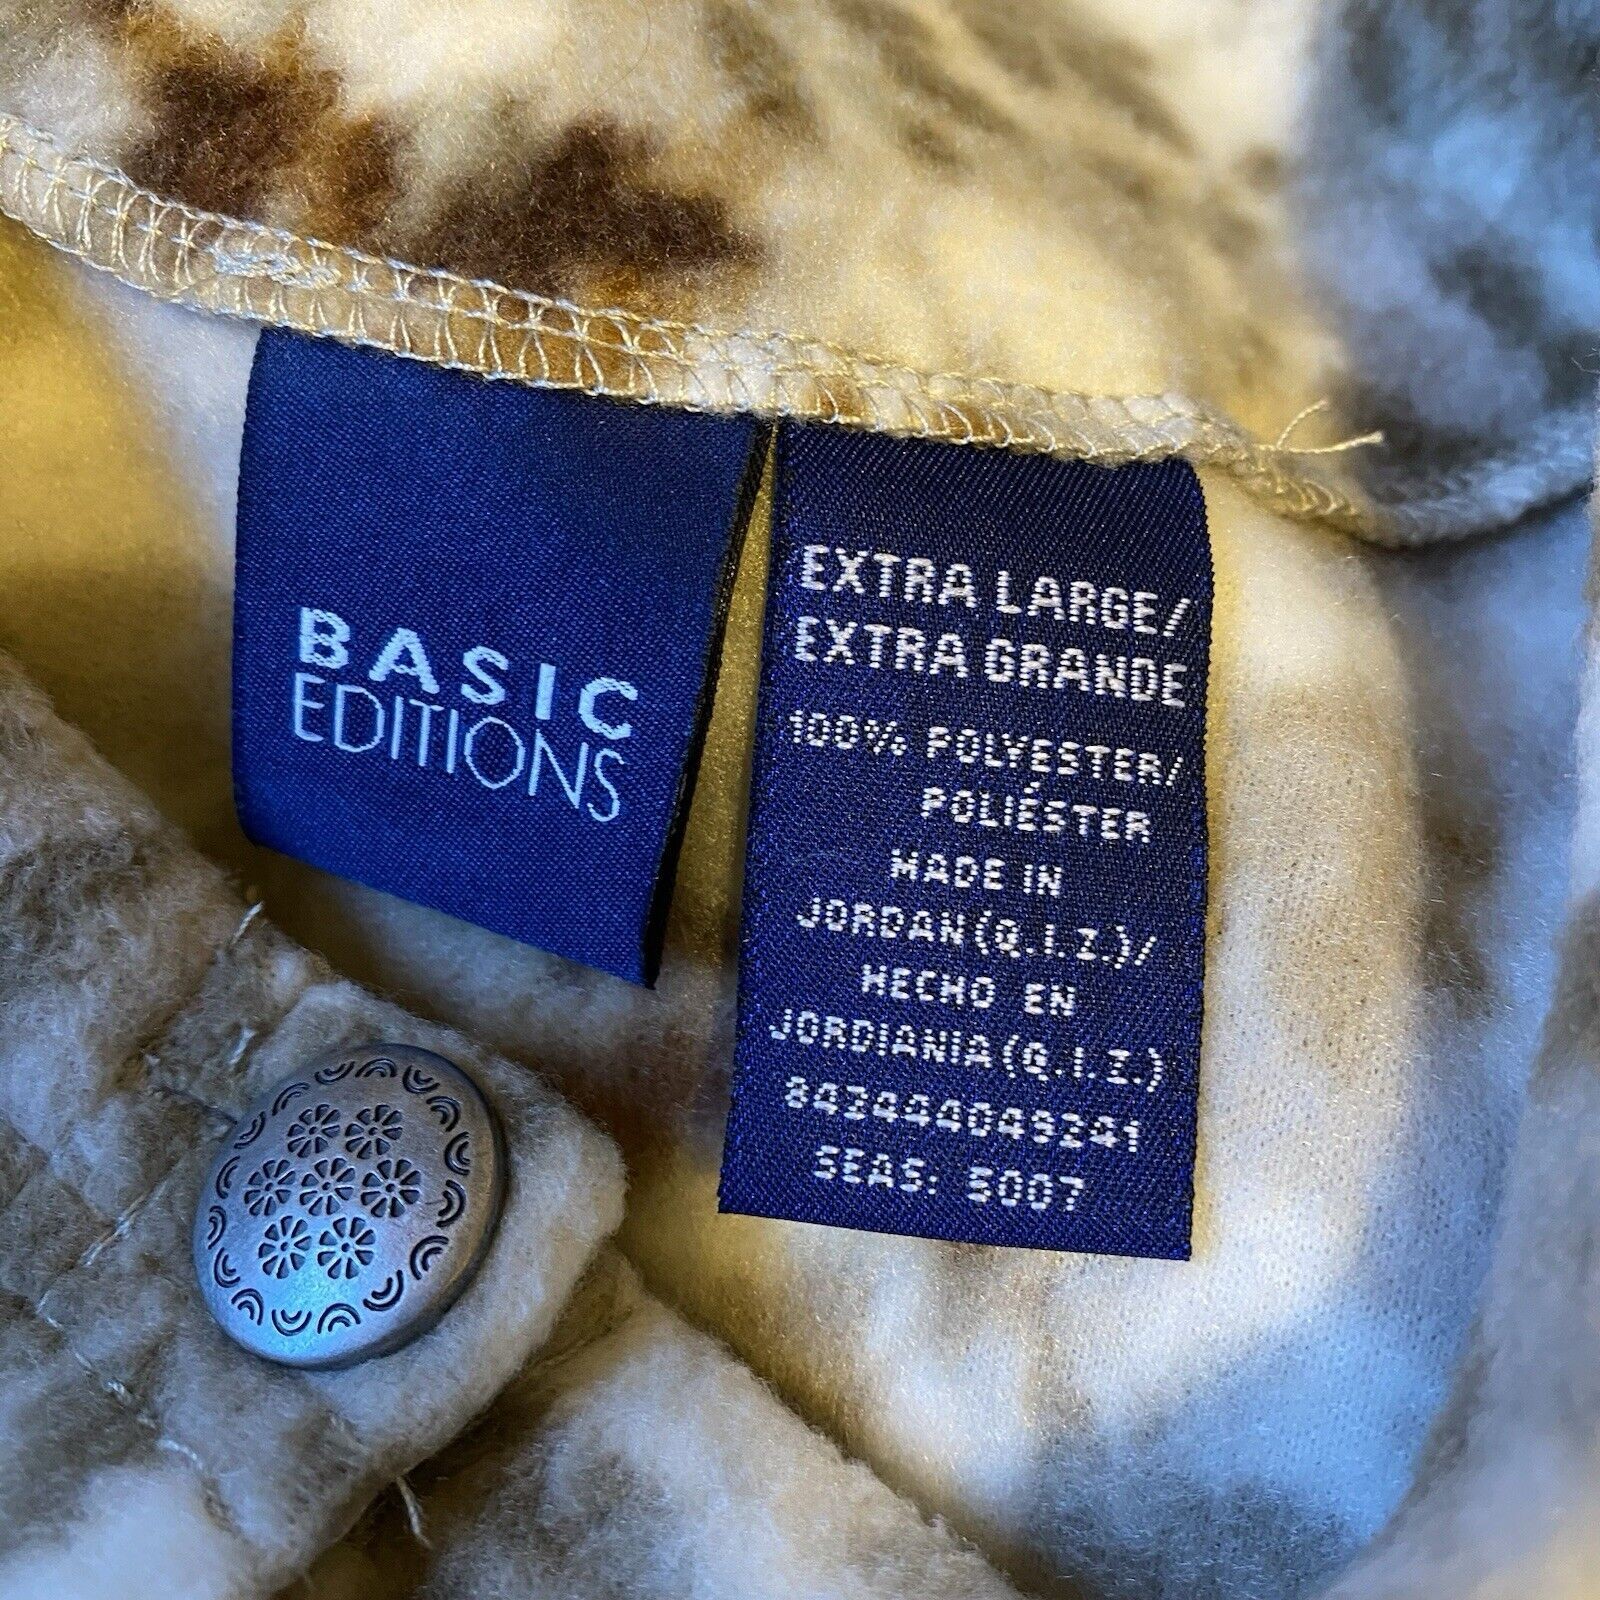 BASIC
EDITIONS
EXTRA LARGE/
EXTRA GRANDE
100% POLYESTER/
POLIÉSTER
MADE IN
JORDAN(Q.I.Z.)/
HECHO EN
JORDIANIA(Q.I.Z.)
843444049241
SEAS: 3007